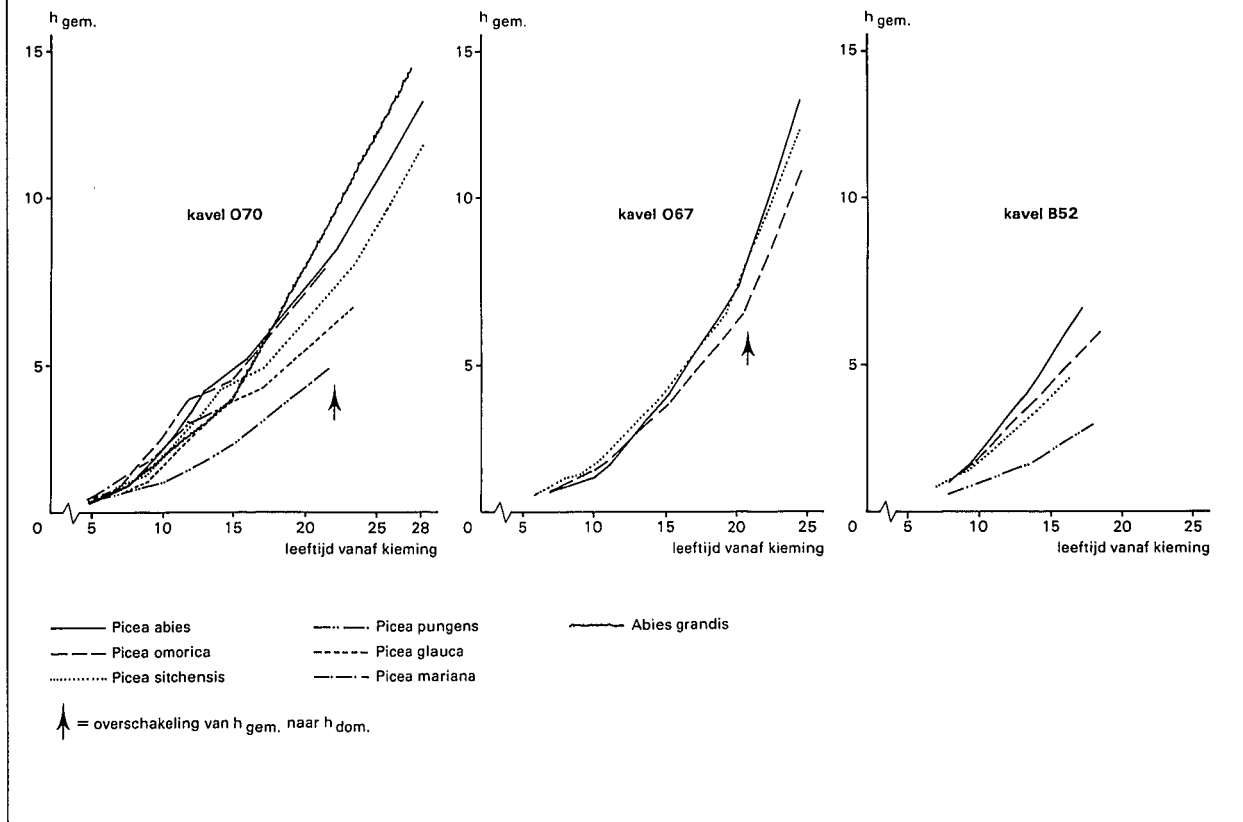 h gem.
15
10
5
0
kavel O70
5 10 15 20 25 28
leeftijd vanaf kieming
h gem.
15
10
5
0
kavel O67
5 10 15 20 25
leeftijd vanaf kieming
h gem.
15
10
5
0
kavel B52
5 10 15 20 25
leeftijd vanaf kieming
Picea abies
Picea omorica
Picea sitchensis
Picea pungens
Picea glauca
Picea mariana
Abies grandis
= overschakeling van h gem. naar h dom.